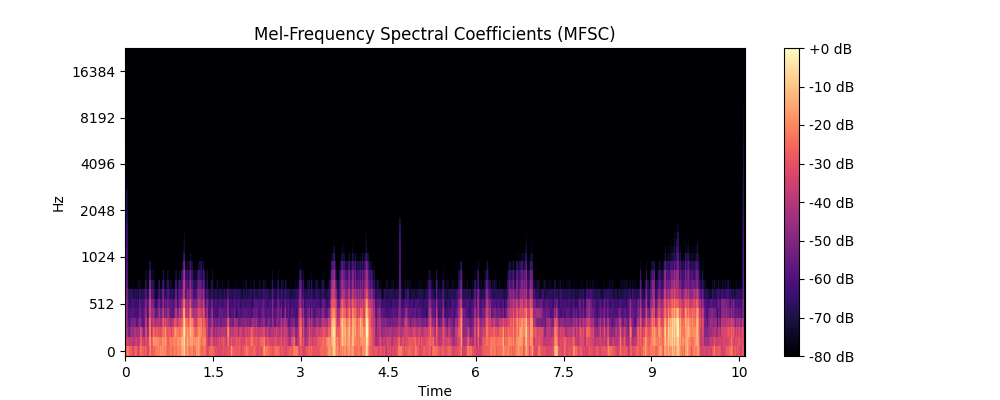 Mel-Frequency Spectral Coefficients (MFSC)
16384
8192
4096
2048
1024
512
0
Hz
0 1.5 3 4.5 6 7.5 9 10
Time
+0 dB
-10 dB
-20 dB
-30 dB
-40 dB
-50 dB
-60 dB
-70 dB
-80 dB